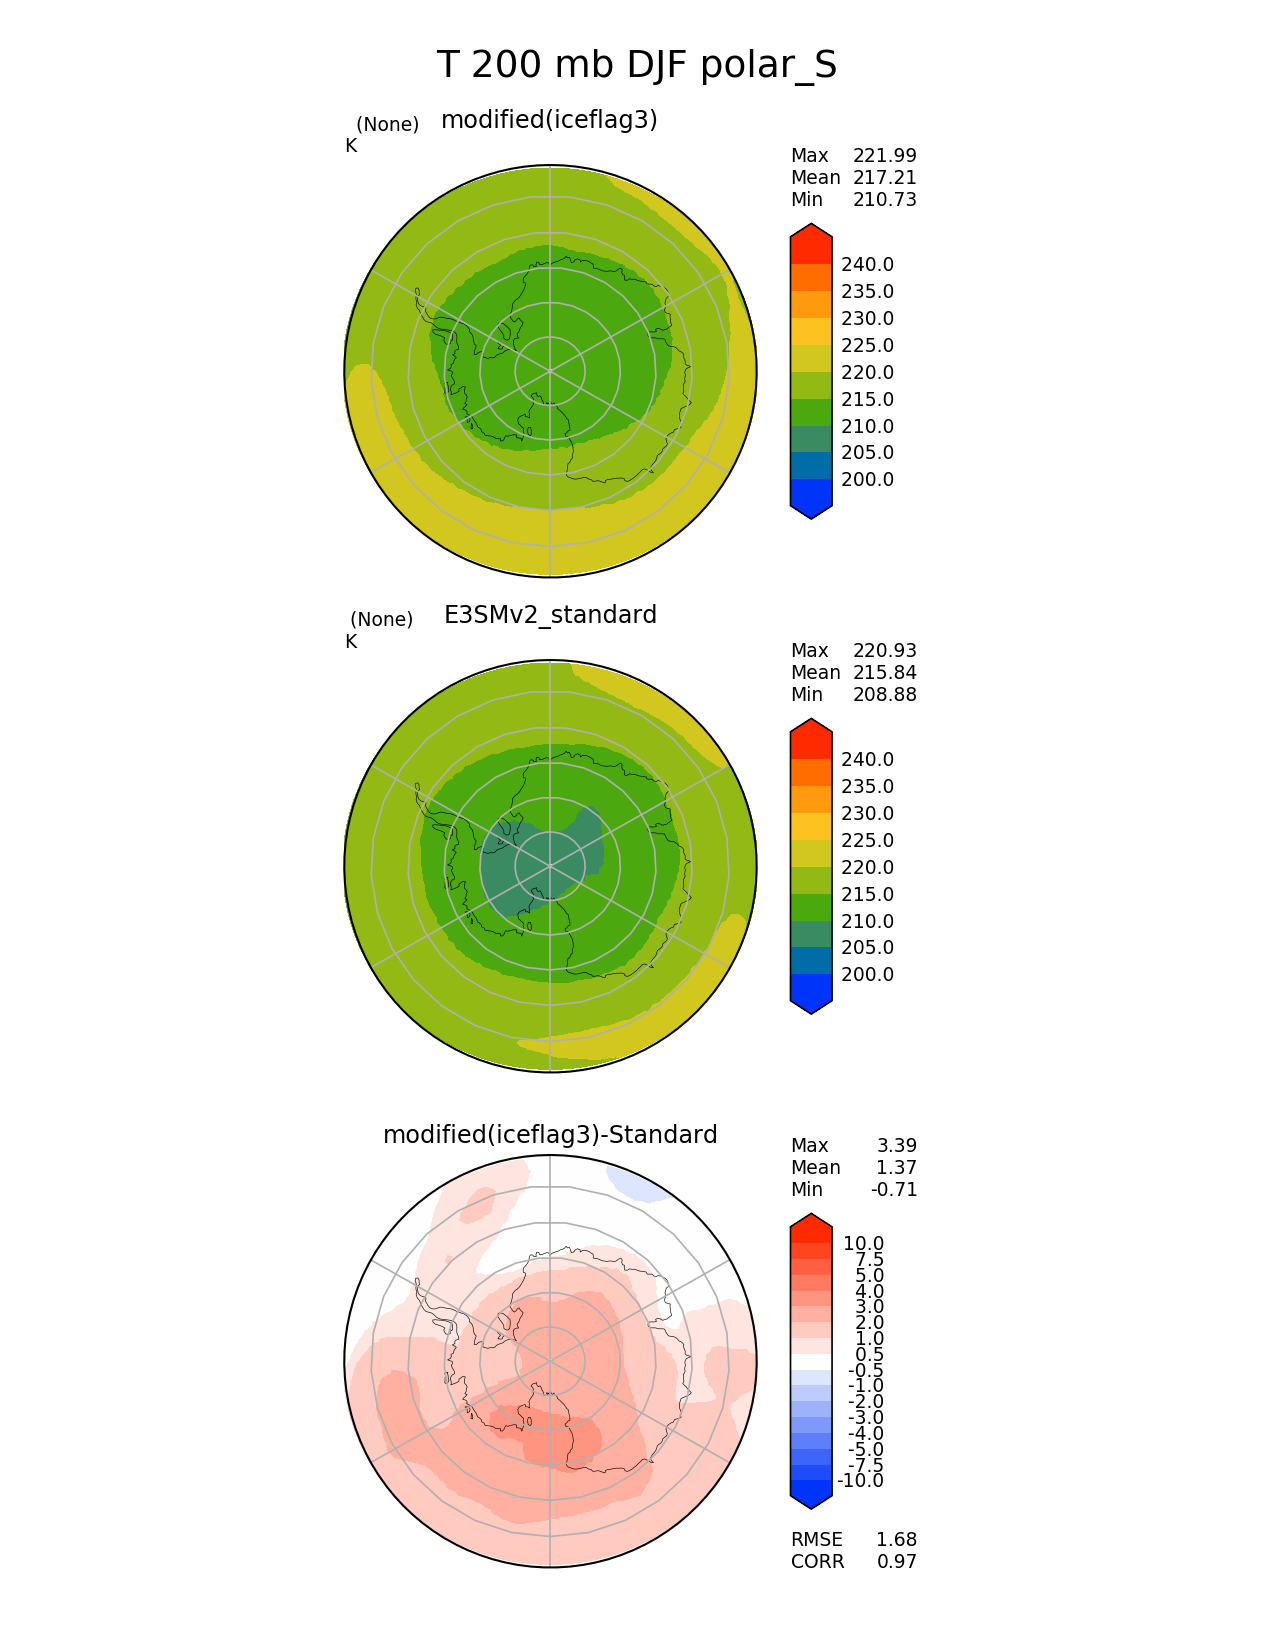 T 200 mb DJF polar_S
(None) modified(iceflag3)
K
Max 221.99
Mean 217.21
Min 210.73
240.0
235.0
230.0
225.0
220.0
215.0
210.0
205.0
200.0
(None) E3SMv2_standard
K
Max 220.93
Mean 215.84
Min 208.88
240.0
235.0
230.0
225.0
220.0
215.0
210.0
205.0
200.0
modified(iceflag3)-Standard
Max 3.39
Mean 1.37
Min -0.71
10.0
7.5
5.0
4.0
3.0
2.0
1.0
0.5
-0.5
-1.0
-2.0
-3.0
-4.0
-5.0
-7.5
-10.0
RMSE 1.68
CORR 0.97